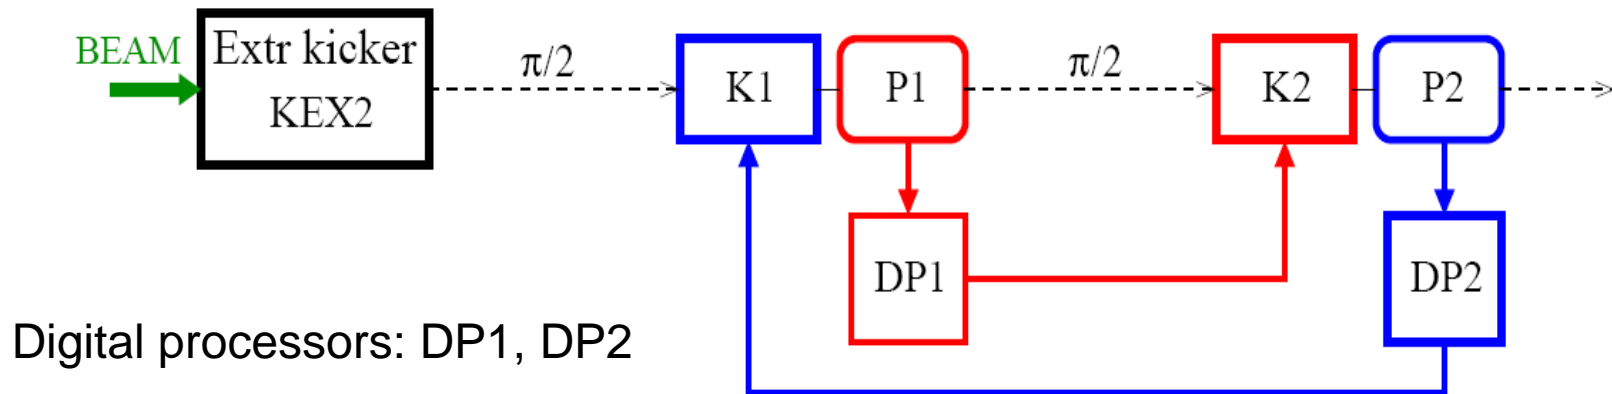 BEAM
Extr kicker
KEX2
π/2
K1
P1
π/2
K2
P2
DP1
DP2
Digital processors: DP1, DP2